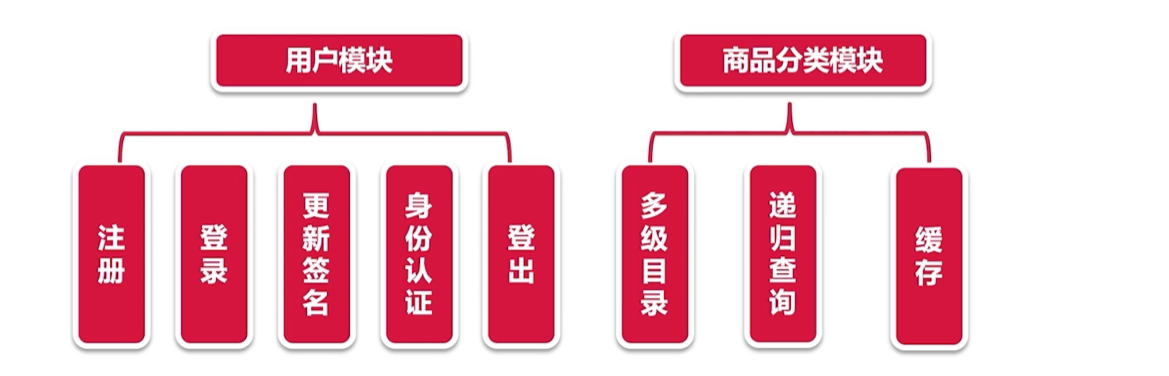 用户模块
商品分类模块
注册
登录
更新签名
身份认证
登出
多级目录
递归查询
缓存